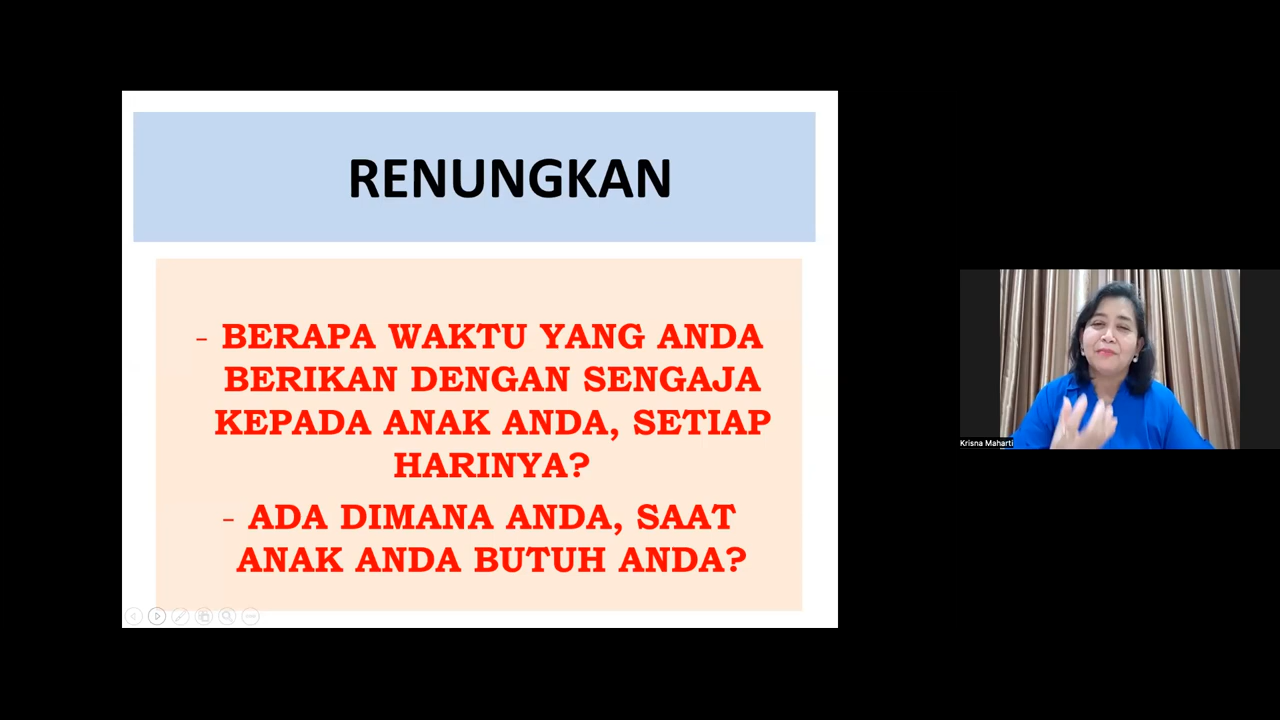 RENUNGKAN
- BERAPA WAKTU YANG ANDA
BERIKAN DENGAN SENGAJA
KEPADA ANAK ANDA, SETIAP
HARINYA?
- ADA DIMANA ANDA, SAAT
ANAK ANDA BUTUH ANDA?
Krisna Maharti